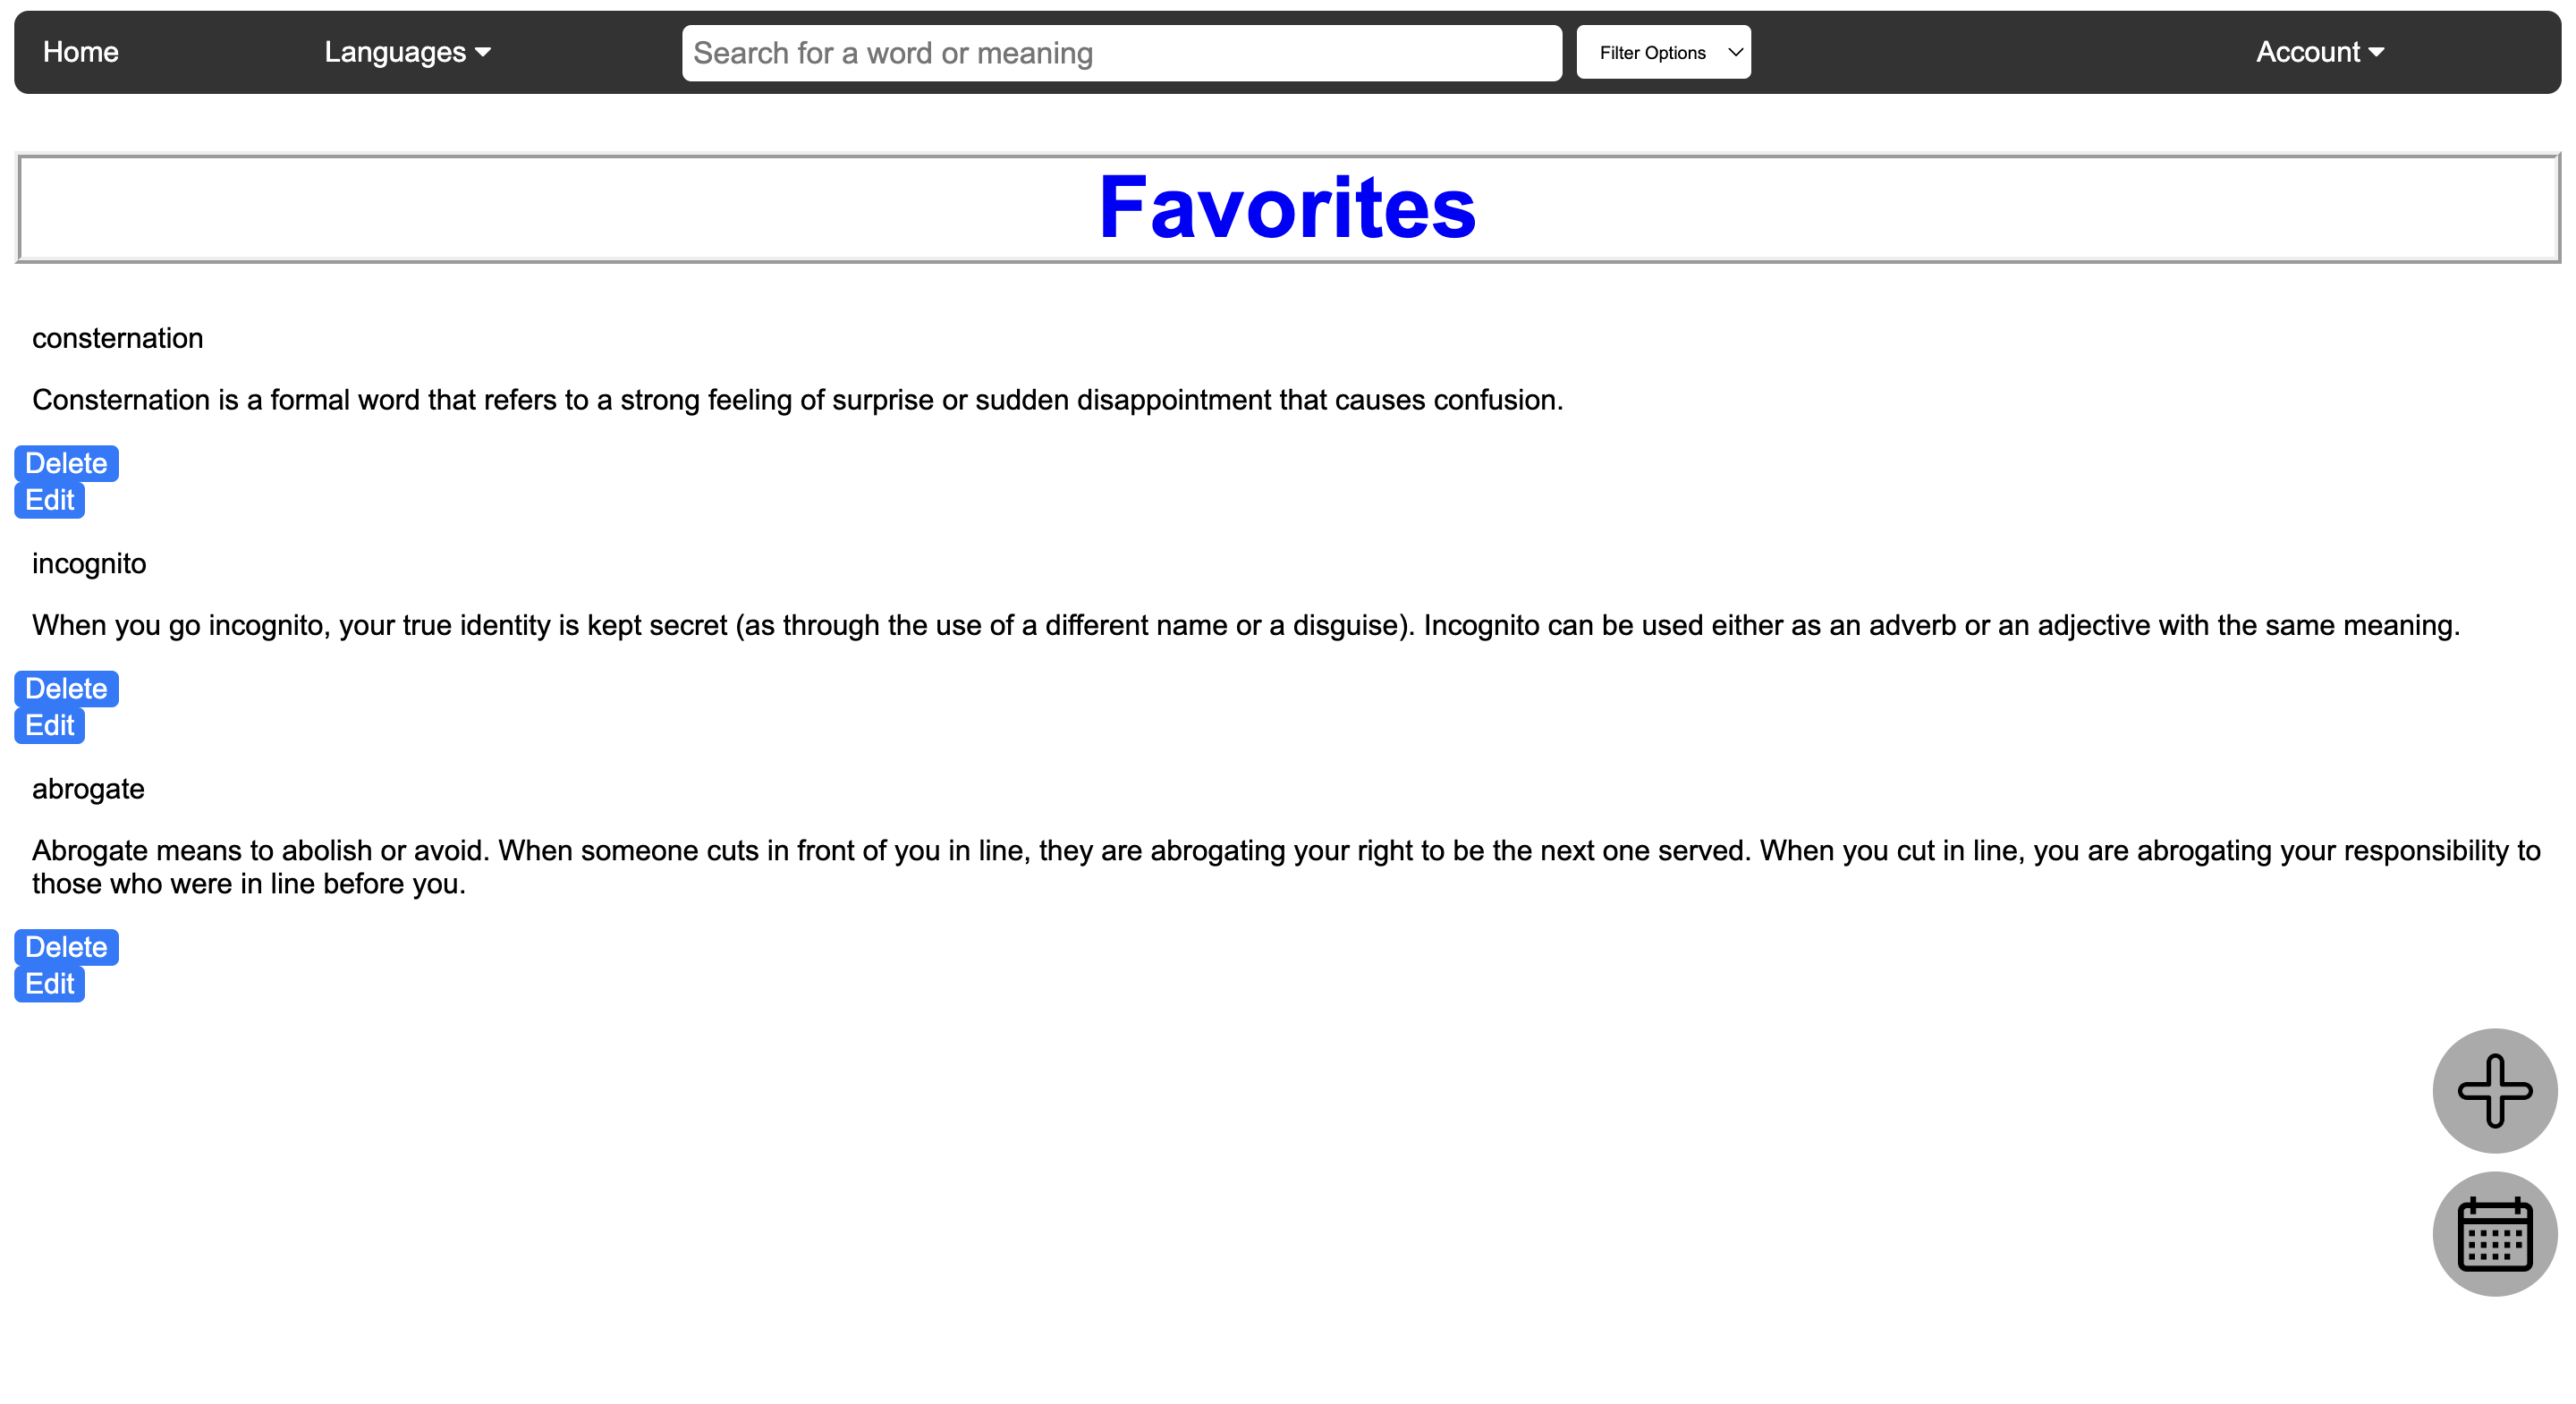 Home
Languages
Search for a word or meaning
Filter Options
Account
Favorites
consternation
Consternation is a formal word that refers to a strong feeling of surprise or sudden disappointment that causes confusion.
Delete
Edit
incognito
When you go incognito, your true identity is kept secret (as through the use of a different name or a disguise). Incognito can be used either as an adverb or an adjective with the same meaning.
Delete
Edit
abrogate
Abrogate means to abolish or avoid. When someone cuts in front of you in line, they are abrogating your right to be the next one served. When you cut in line, you are abrogating your responsibility to
those who were in line before you.
Delete
Edit